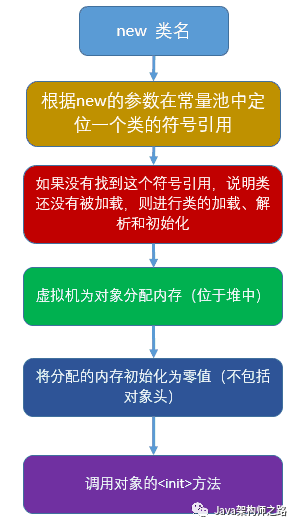 new 类名
根据new的参数在常量池中定
位一个类的符号引用
如果没有找到这个符号引用，说明类
还没有被加载，则进行类的加载、解
析和初始化
虚拟机为对象分配内存（位于堆中）
将分配的内存初始化为零值（不包括
对象头）
调用对象的<init>方法
Java架构师之路